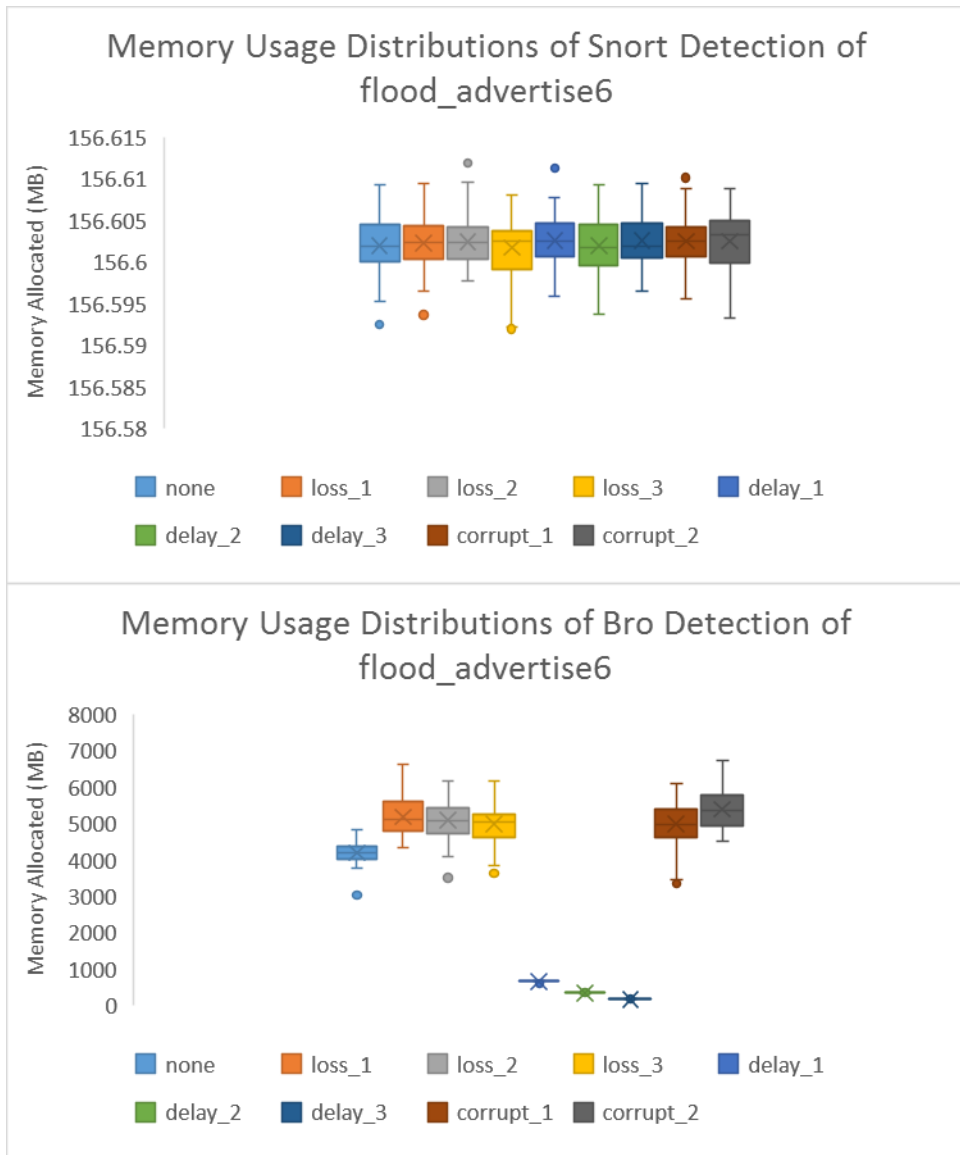 Memory Usage Distributions of Snort Detection of
flood_advertise6
Memory Allocated (MB)
156.615
156.61
156.605
156.6
156.595
156.59
156.585
156.58
none loss_1 loss_2 loss_3 delay_1
delay_2 delay_3 corrupt_1 corrupt_2
Memory Usage Distributions of Bro Detection of
flood_advertise6
Memory Allocated (MB)
8000
7000
6000
5000
4000
3000
2000
1000
0
none loss_1 loss_2 loss_3 delay_1
delay_2 delay_3 corrupt_1 corrupt_2